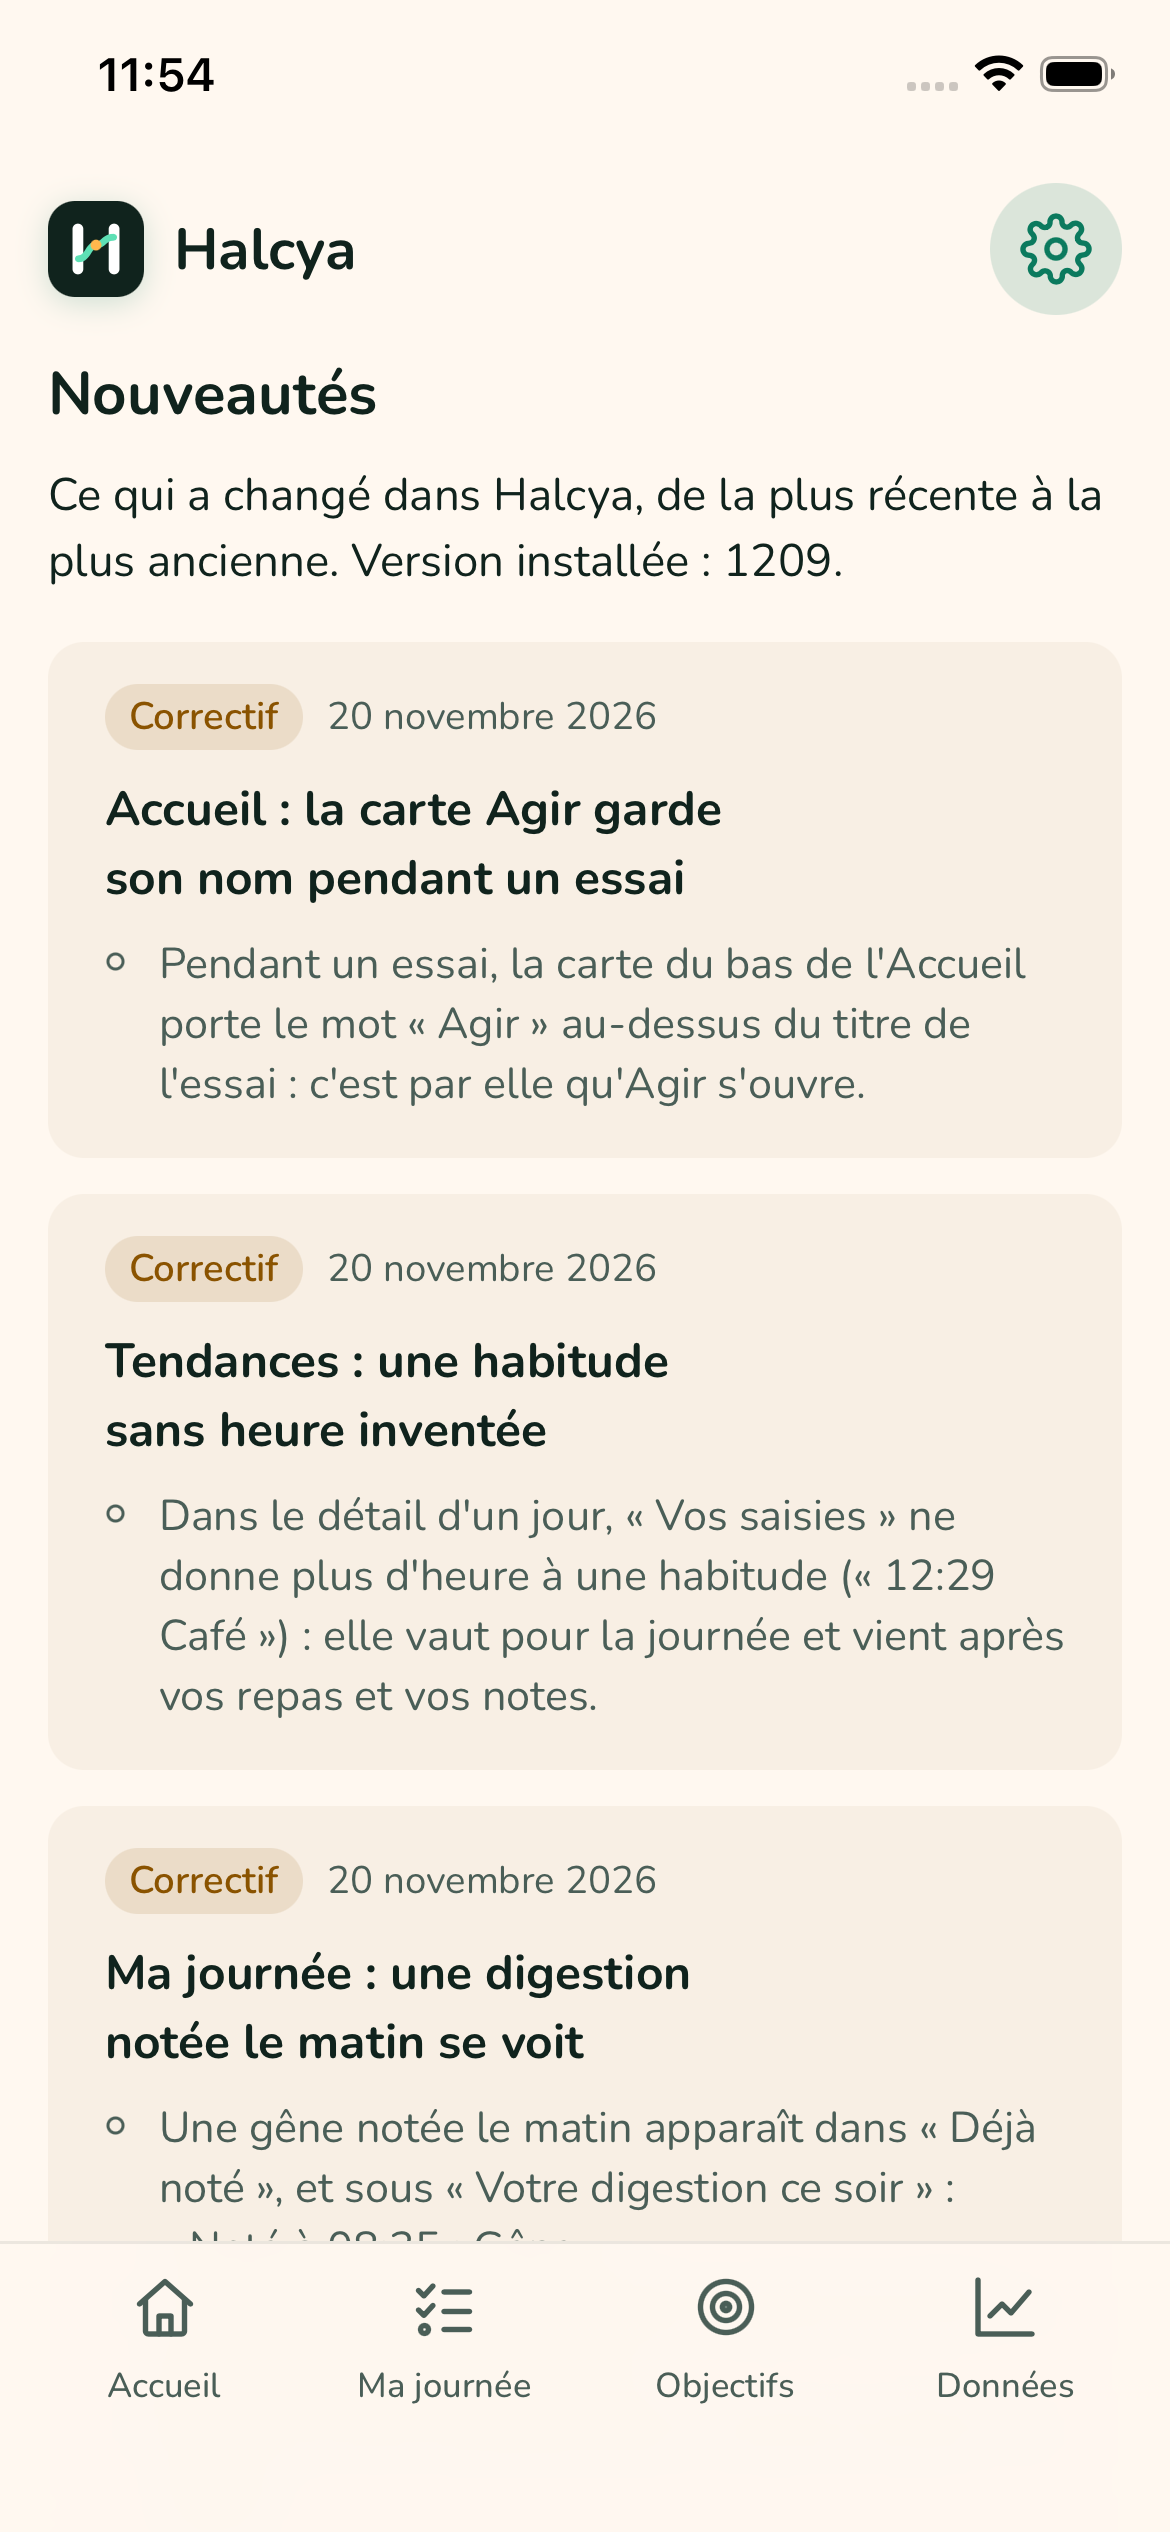 11:54
Halcya
Nouveautés
Ce qui a changé dans Halcya, de la plus récente à la
plus ancienne. Version installée : 1209.
Correctif 20 novembre 2026
Accueil : la carte Agir garde
son nom pendant un essai
Pendant un essai, la carte du bas de l'Accueil
porte le mot « Agir » au-dessus du titre de
l'essai : c'est par elle qu'Agir s'ouvre.
Correctif 20 novembre 2026
Tendances : une habitude
sans heure inventée
Dans le détail d'un jour, « Vos saisies » ne
donne plus d'heure à une habitude (« 12:29
Café ») : elle vaut pour la journée et vient après
vos repas et vos notes.
Correctif 20 novembre 2026
Ma journée : une digestion
notée le matin se voit
Une gêne notée le matin apparaît dans « Déjà
noté », et sous « Votre digestion ce soir » :
Noté à
Accueil
Ma journée
Objectifs
Données